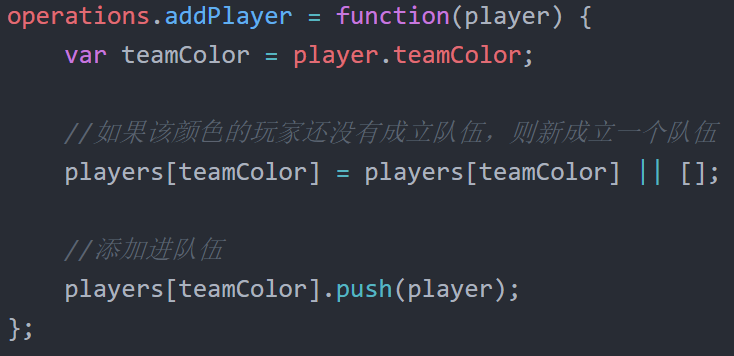 operations.addPlayer = function(player) {
    var teamColor = player.teamColor;
    //如果该颜色的玩家还没有成立队伍，则新成立一个队伍
    players[teamColor] = players[teamColor] || [];
    //添加进队伍
    players[teamColor].push(player);
};